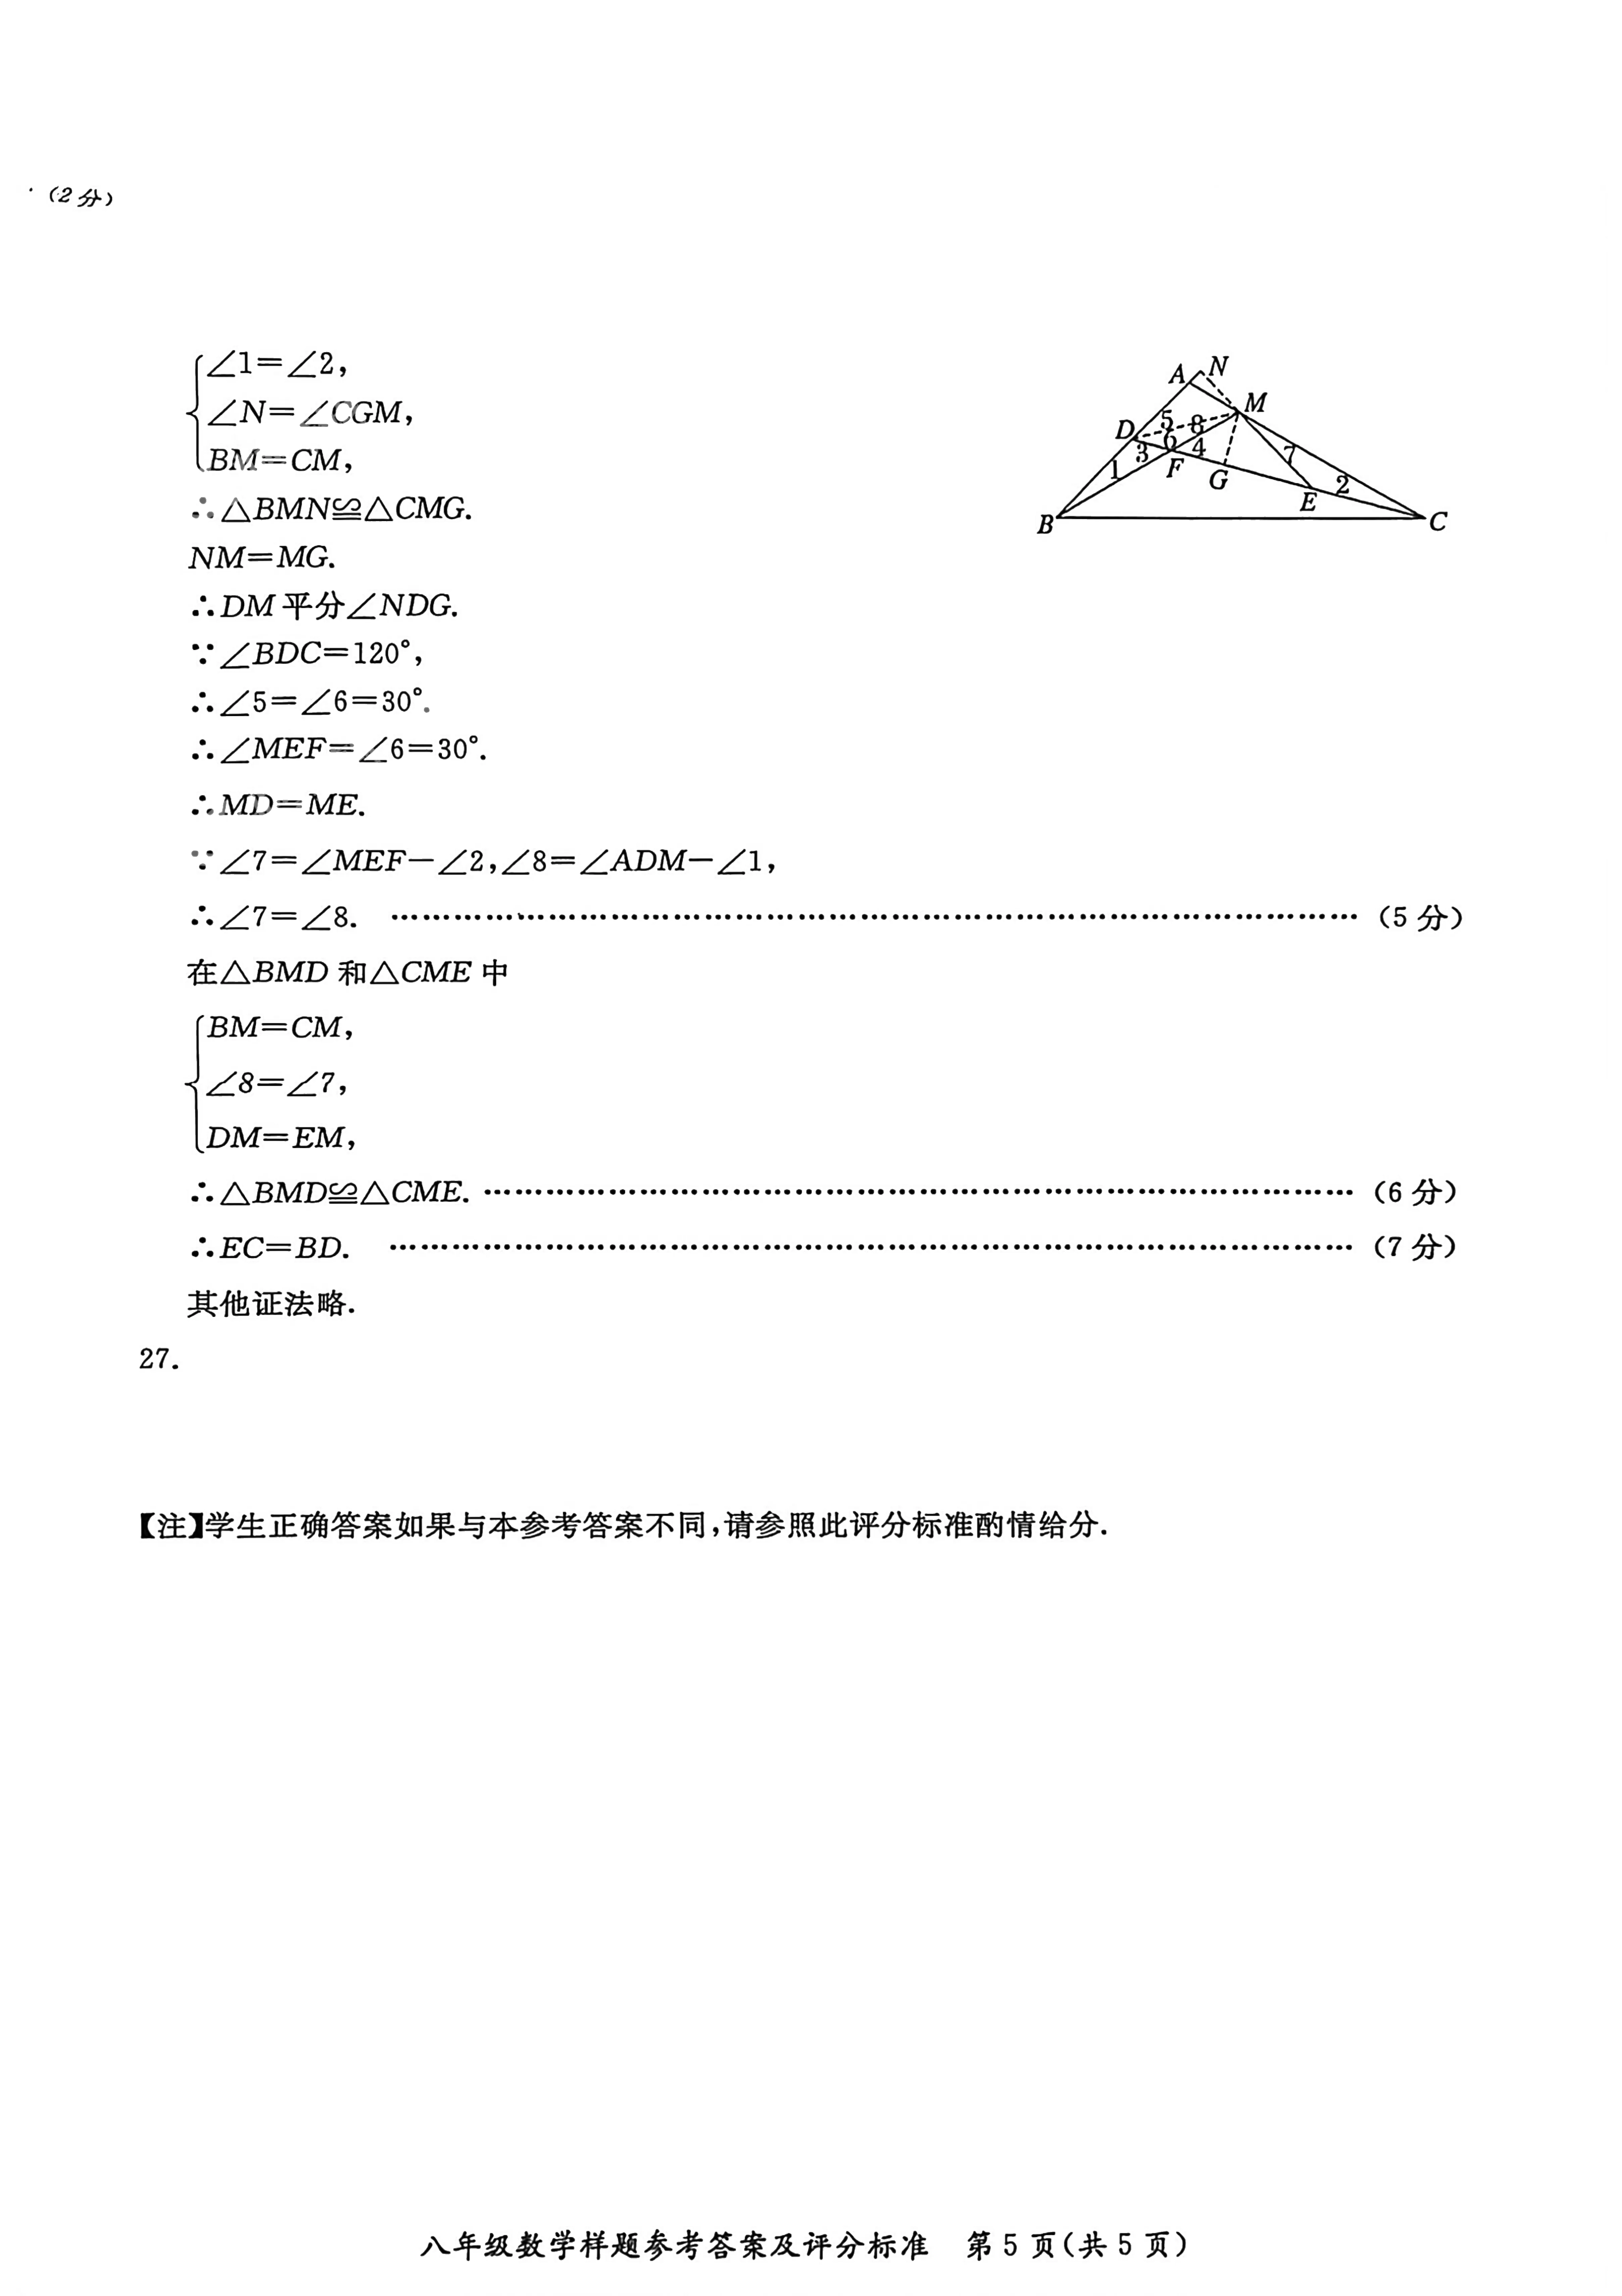 ·(2分)
∠1=∠2,
∠N=∠CGM,
BM=CM,
∴△BMN≌△CMG.
NM=MG.
∴DM平分∠NDG.
∵∠BDC=120°,
∴∠5=∠6=30°.
∴∠MEF=∠6=30°.
∴MD=ME.
∵∠7=∠MEF-∠2,∠8=∠ADM-∠1,
∴∠7=∠8. ………………………………………………(5分)
在△BMD和△CME中
BM=CM,
∠8=∠7,
DM=EM,
∴△BMD≌△CME. ………………………………………………(6分)
∴EC=BD. ………………………………………………(7分)
其他证法略.
27.
A N
M
D 5 8
3 6 4 7
1 F G 2
E
B C
【注】学生正确答案如果与本参考答案不同,请参照此评分标准酌情给分.
八年级数学样题参考答案及评分标准 第5页(共5页)